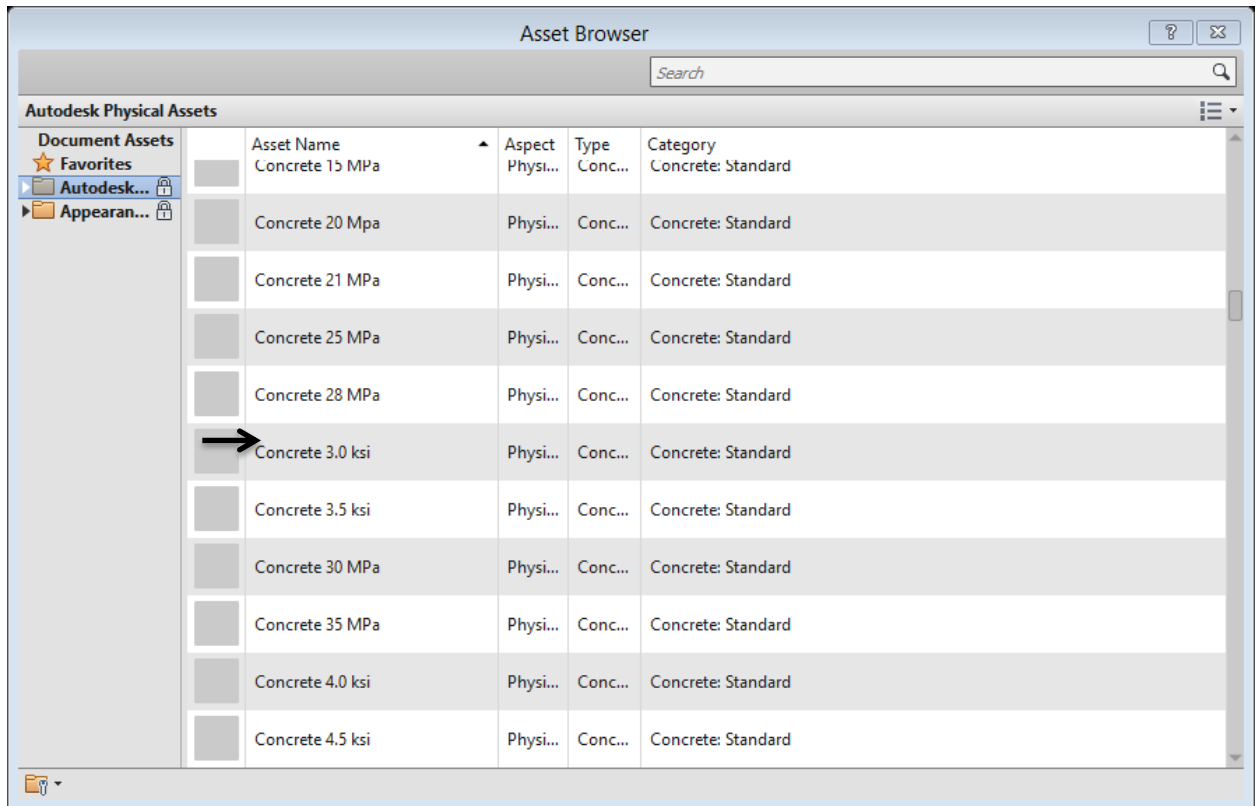 Asset Browser
Search
Autodesk Physical Assets
Document Assets
Favorites
Autodesk...
Appearan...
Asset Name Aspect Type Category
Concrete 15 MPa Physi... Conc... Concrete: Standard
Concrete 20 Mpa Physi... Conc... Concrete: Standard
Concrete 21 MPa Physi... Conc... Concrete: Standard
Concrete 25 MPa Physi... Conc... Concrete: Standard
Concrete 28 MPa Physi... Conc... Concrete: Standard
Concrete 3.0 ksi Physi... Conc... Concrete: Standard
Concrete 3.5 ksi Physi... Conc... Concrete: Standard
Concrete 30 MPa Physi... Conc... Concrete: Standard
Concrete 35 MPa Physi... Conc... Concrete: Standard
Concrete 4.0 ksi Physi... Conc... Concrete: Standard
Concrete 4.5 ksi Physi... Conc... Concrete: Standard